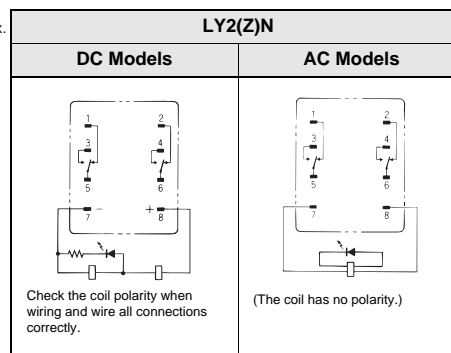 x.
LY2(Z)N
DC Models
AC Models
1 2
3 4
5 6
7 − + 8
1 2
3 4
5 6
7 8
Check the coil polarity when
wiring and wire all connections
correctly.
(The coil has no polarity.)